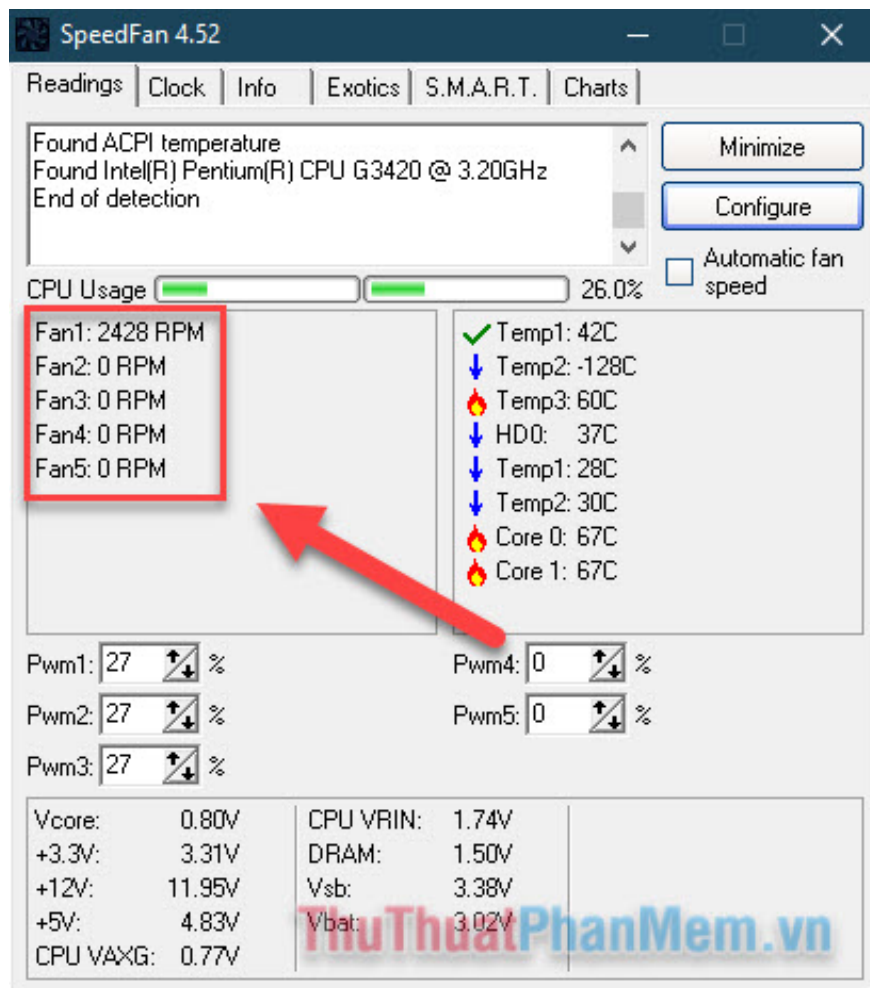 SpeedFan 4.52
Readings Clock Info Exotics S.M.A.R.T. Charts
Found ACPI temperature
Found Intel(R) Pentium(R) CPU G3420 @ 3.20GHz
End of detection
Minimize
Configure
Automatic fan
speed
CPU Usage 26.0%
Fan1: 2428 RPM
Fan2: 0 RPM
Fan3: 0 RPM
Fan4: 0 RPM
Fan5: 0 RPM
Temp1: 42C
Temp2: -128C
Temp3: 60C
HD0: 37C
Temp1: 28C
Temp2: 30C
Core 0: 67C
Core 1: 67C
Pwm1: 27 %
Pwm2: 27 %
Pwm3: 27 %
Pwm4: 0 %
Pwm5: 0 %
Vcore: 0.80V
+3.3V: 3.31V
+12V: 11.95V
+5V: 4.83V
CPU VAXG: 0.77V
CPU VRIN: 1.74V
DRAM: 1.50V
Vsb: 3.38V
Vbat: 3.02V
ThuThuatPhanMem.vn